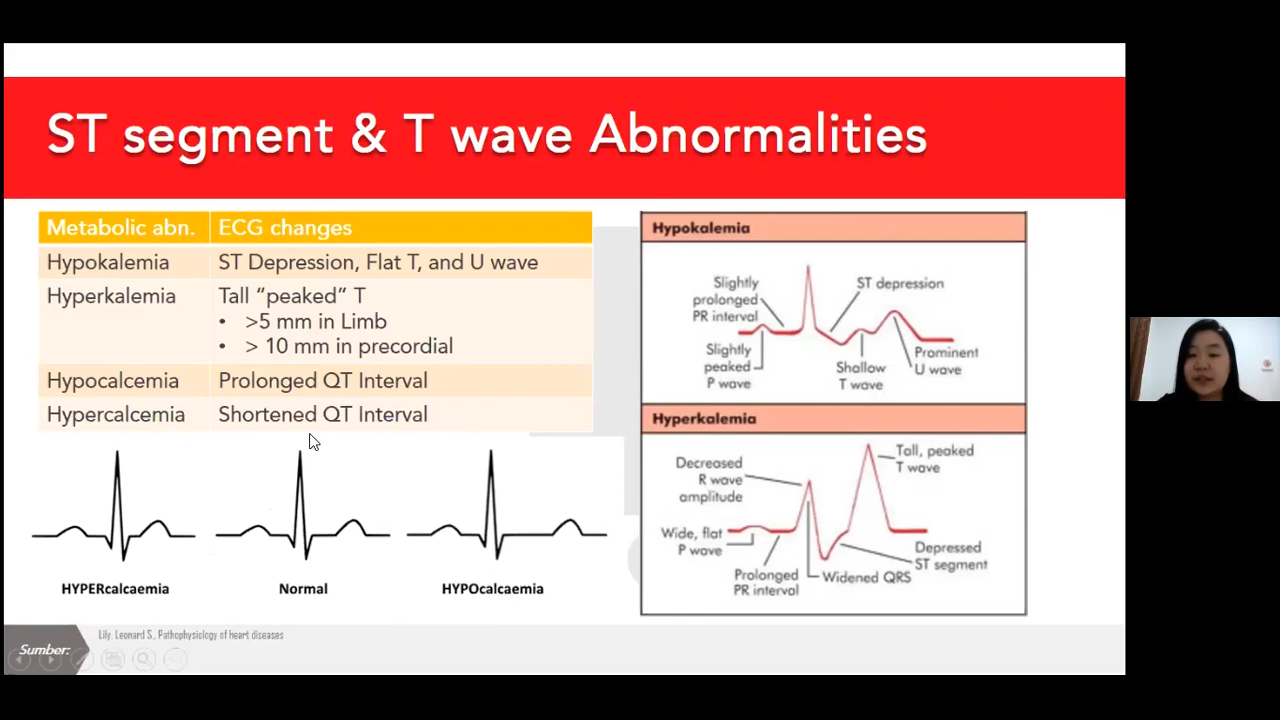 ST segment & T wave Abnormalities
Metabolic abn. ECG changes
Hypokalemia ST Depression, Flat T, and U wave
Hyperkalemia Tall “peaked” T
• >5 mm in Limb
• > 10 mm in precordial
Hypocalcemia Prolonged QT Interval
Hypercalcemia Shortened QT Interval
HYPERcalcaemia Normal HYPOcalcaemia
Hypokalemia
Slightly
prolonged
PR interval
ST depression
Slightly
peaked
P wave
Shallow
T wave
Prominent
U wave
Hyperkalemia
Decreased
R wave
amplitude
Tall, peaked
T wave
Wide, flat
P wave
Prolonged
PR interval
Widened QRS
Depressed
ST segment
Sumber:
Lily, Leonard S., Pathophysiology of heart diseases